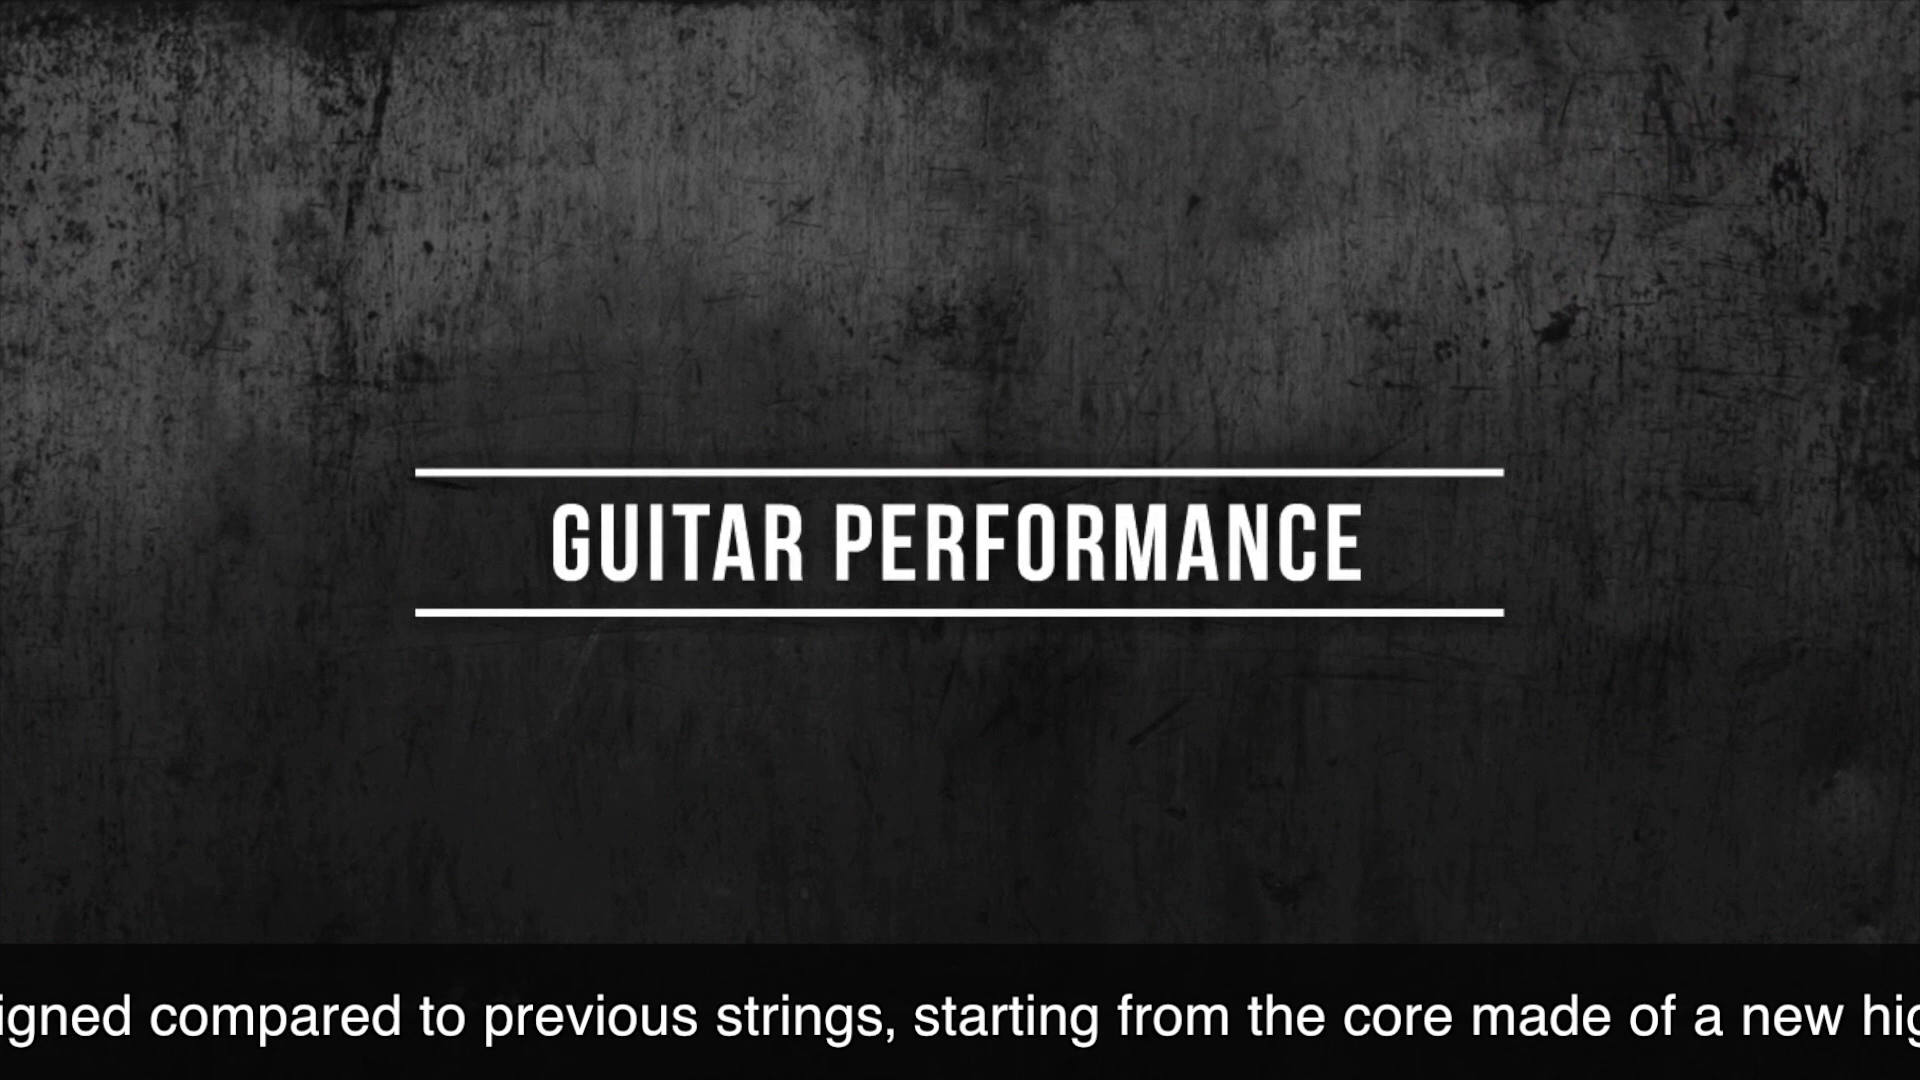 GUITAR PERFORMANCE
compared to previous strings, starting from the core made of a new